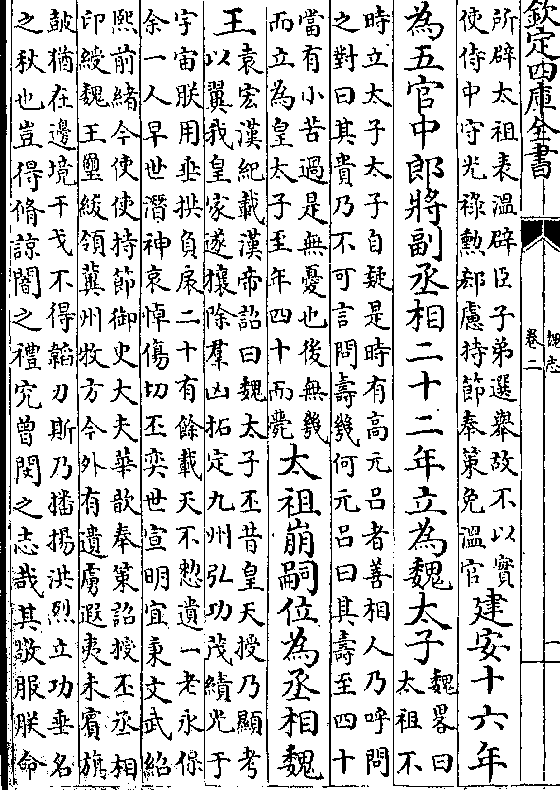 欽定四庫全書
魏志
卷二
所辟太祖表溫辟臣子弟選舉故不以實
使侍中守光祿勲郗慮持節奉策免溫官
建安十六年
為五官中郎將副丞相二十二年立為魏太子
魏畧曰
太祖不
時立太子太子自疑是時有高元呂者善相人乃呼問
之對曰其貴乃不可言問壽幾何元呂曰其壽至四十
當有小苦過是無憂也後無幾
而立為皇太子至年四十而薨
太祖崩嗣位為丞相魏
王
袁宏漢紀載漢帝詔曰魏太子丕昔皇天授乃顯考
以翼我皇家遂攘除羣凶拓定九州弘功茂績光于
宇宙朕用垂拱負扆二十有餘載天不憖遺一老永保
余一人早世潛神哀悼傷切丕奕世宣明宜秉文武紹
熙前緒今使使持節御史大夫華歆奉策詔授丕丞相
印綬魏王璽紱領冀州牧方今外有遺虜遐夷未賓旗
鼓猶在邊境干戈不得韜刃斯乃播揚洪烈立功垂名
之秋也豈得脩諒闇之禮究曽閔之志哉其敬服朕命